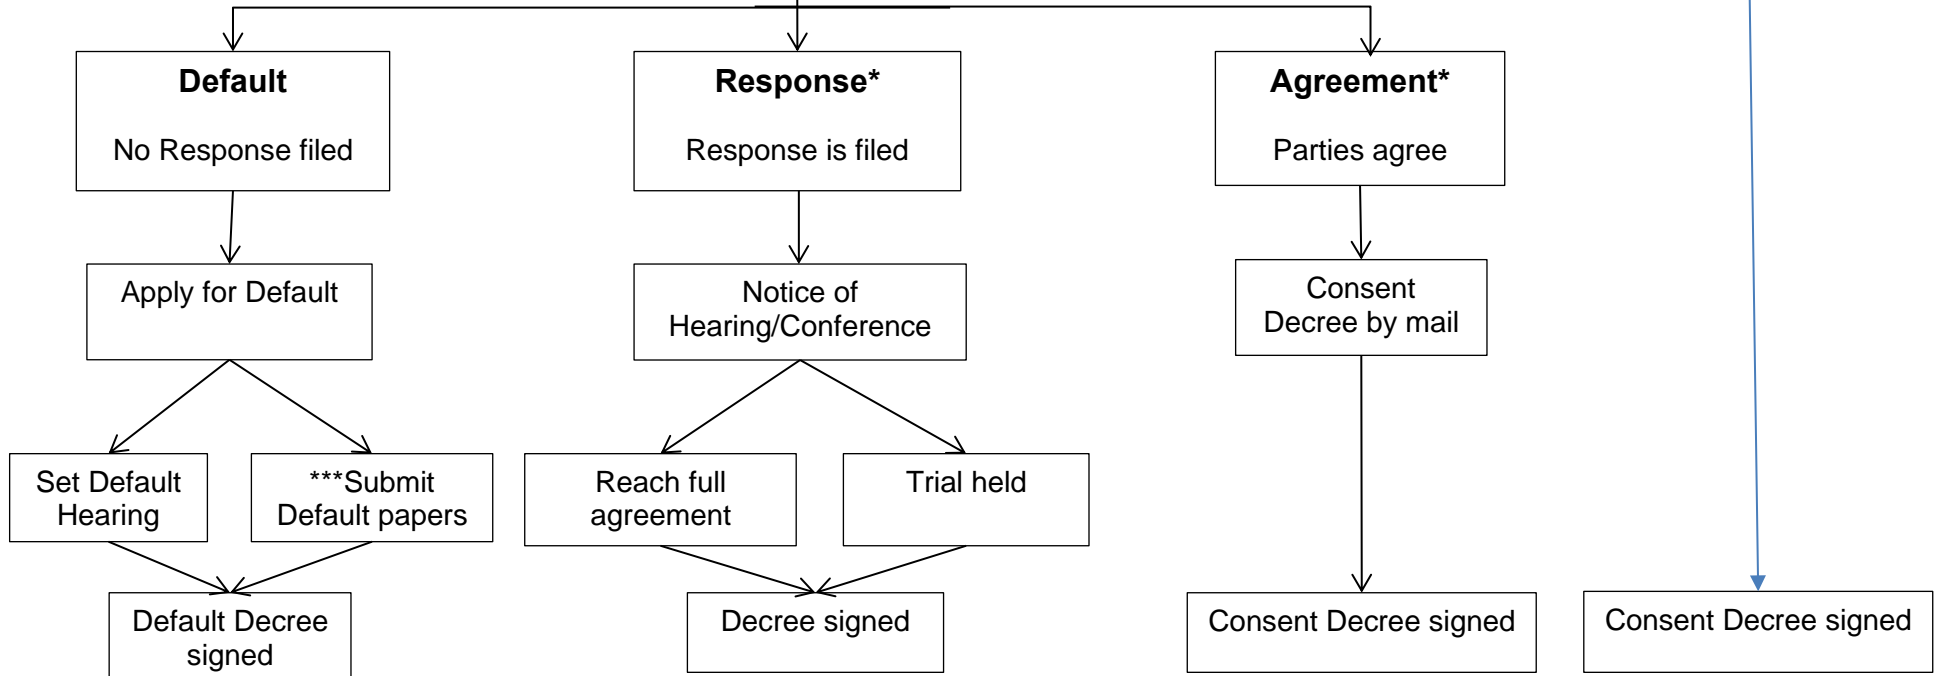 Default
No Response filed
Response*
Response is filed
Agreement*
Parties agree
Apply for Default
Notice of
Hearing/Conference
Consent
Decree by mail
Set Default
Hearing
***Submit
Default papers
Reach full
agreement
Trial held
Default Decree
signed
Decree signed
Consent Decree signed
Consent Decree signed